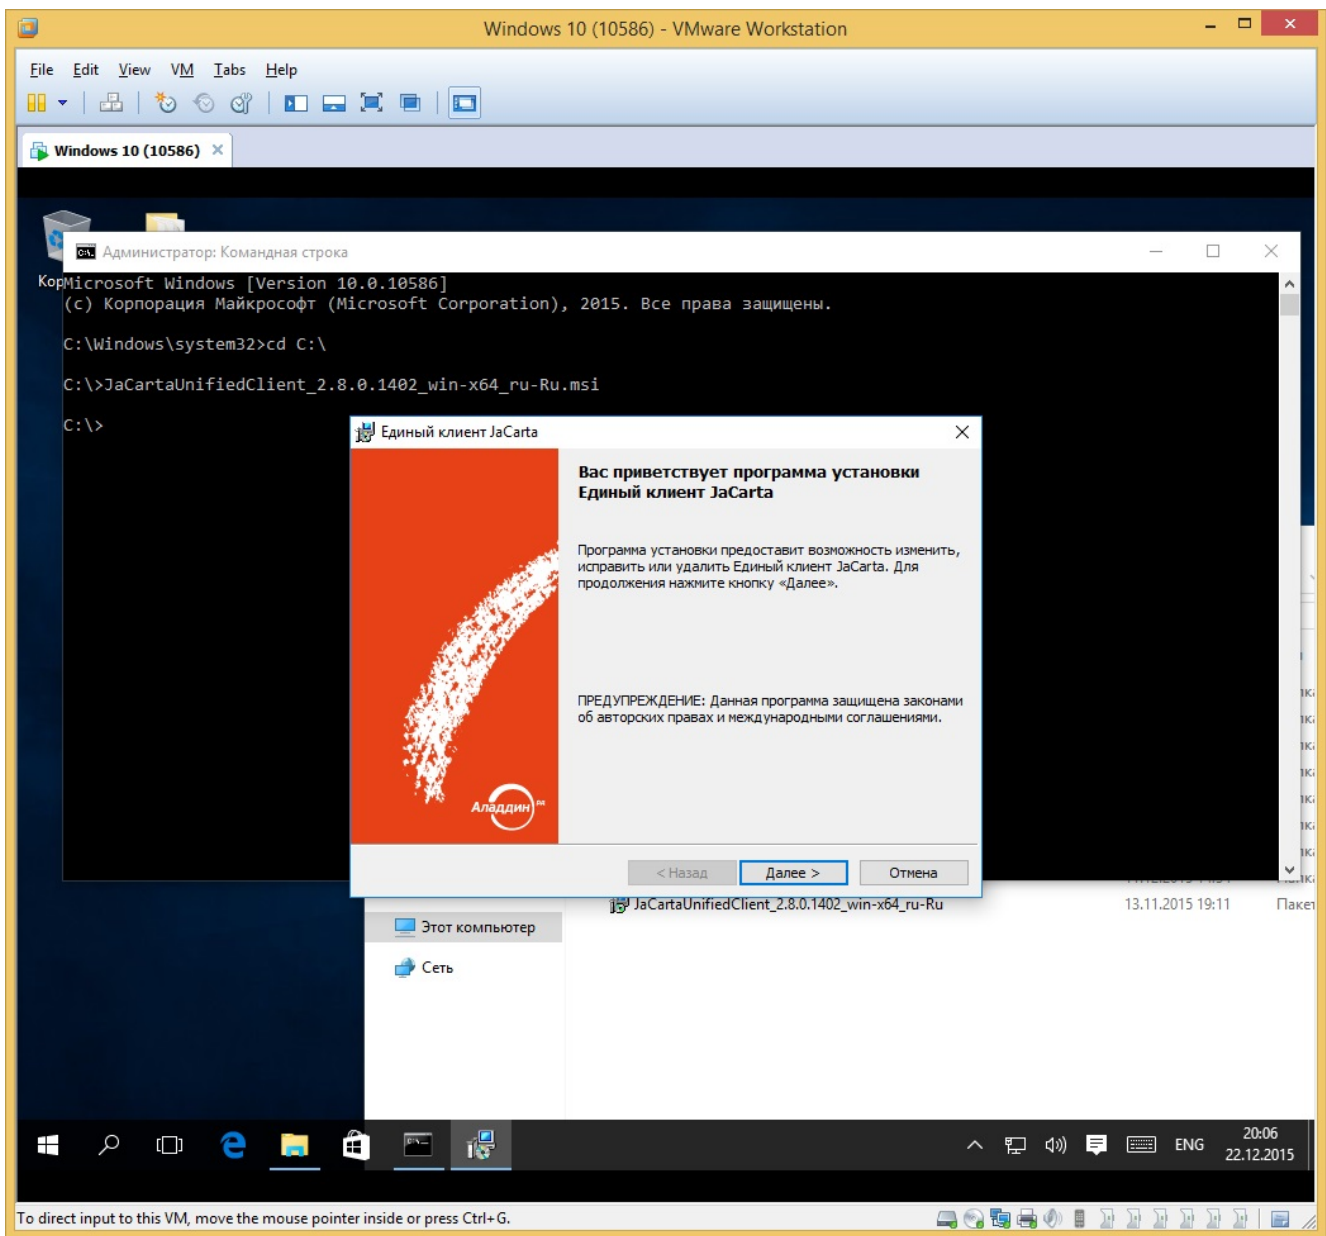 Windows 10 (10586) - VMware Workstation
File Edit View VM Tabs Help
Windows 10 (10586)
Администратор: Командная строка
Кор
Microsoft Windows [Version 10.0.10586]
(c) Корпорация Майкрософт (Microsoft Corporation), 2015. Все права защищены.
C:\Windows\system32>cd C:\
C:\>JaCartaUnifiedClient_2.8.0.1402_win-x64_ru-Ru.msi
C:\>
Единый клиент JaCarta
Вас приветствует программа установки
Единый клиент JaCarta
Программа установки предоставит возможность изменить,
исправить или удалить Единый клиент JaCarta. Для
продолжения нажмите кнопку «Далее».
ПРЕДУПРЕЖДЕНИЕ: Данная программа защищена законами
об авторских правах и международными соглашениями.
Аладдин
< Назад Далее > Отмена
JaCartaUnifiedClient_2.8.0.1402_win-x64_ru-Ru 13.11.2015 19:11 Пакет
Этот компьютер
Сеть
ENG
20:06
22.12.2015
To direct input to this VM, move the mouse pointer inside or press Ctrl+G.